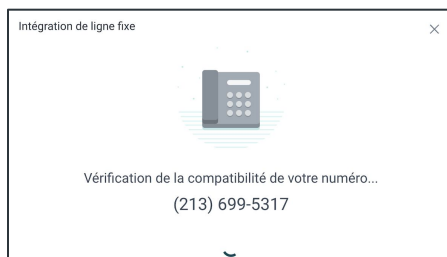 Intégration de ligne fixe
Vérification de la compatibilité de votre numéro...
(213) 699-5317